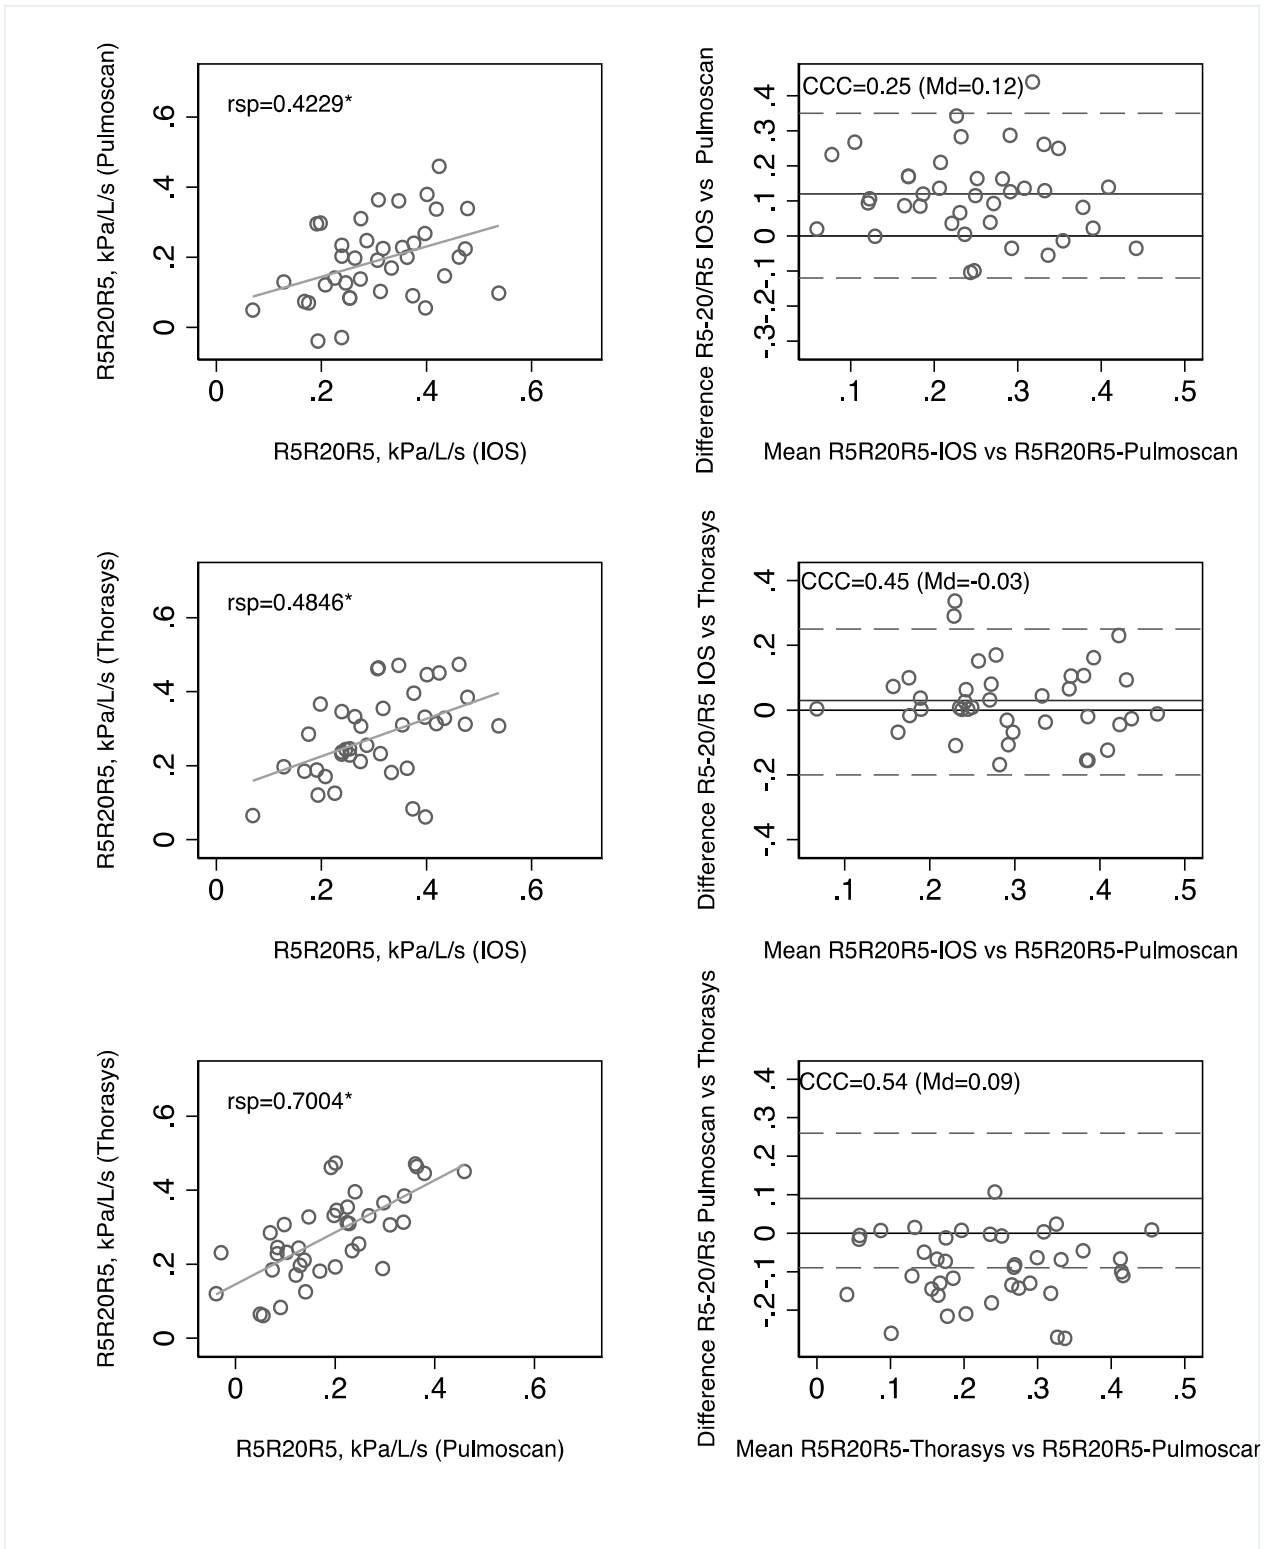 R5R20R5, kPa/L/s (Pulmoscan)
.6
.4
.2
0
rsp=0.4229*
0 .2 .4 .6
R5R20R5, kPa/L/s (IOS)
Difference R5-20/R5 IOS vs Pulmoscan
.4
.3
.2
.1
0
-.1
-.2
-.3
CCC=0.25 (Md=0.12)
.1 .2 .3 .4 .5
Mean R5R20R5-IOS vs R5R20R5-Pulmoscan
R5R20R5, kPa/L/s (Thorasys)
.6
.4
.2
0
rsp=0.4846*
0 .2 .4 .6
R5R20R5, kPa/L/s (IOS)
Difference R5-20/R5 IOS vs Thorasys
.4
.2
0
-.2
-.4
CCC=0.45 (Md=-0.03)
.1 .2 .3 .4 .5
Mean R5R20R5-IOS vs R5R20R5-Pulmoscan
R5R20R5, kPa/L/s (Thorasys)
.6
.4
.2
0
rsp=0.7004*
0 .2 .4 .6
R5R20R5, kPa/L/s (Pulmoscan)
Difference R5-20/R5 Pulmoscan vs Thorasys
.4
.3
.2
.1
0
-.1
-.2
CCC=0.54 (Md=0.09)
0 .1 .2 .3 .4 .5
Mean R5R20R5-Thorasys vs R5R20R5-Pulmoscan